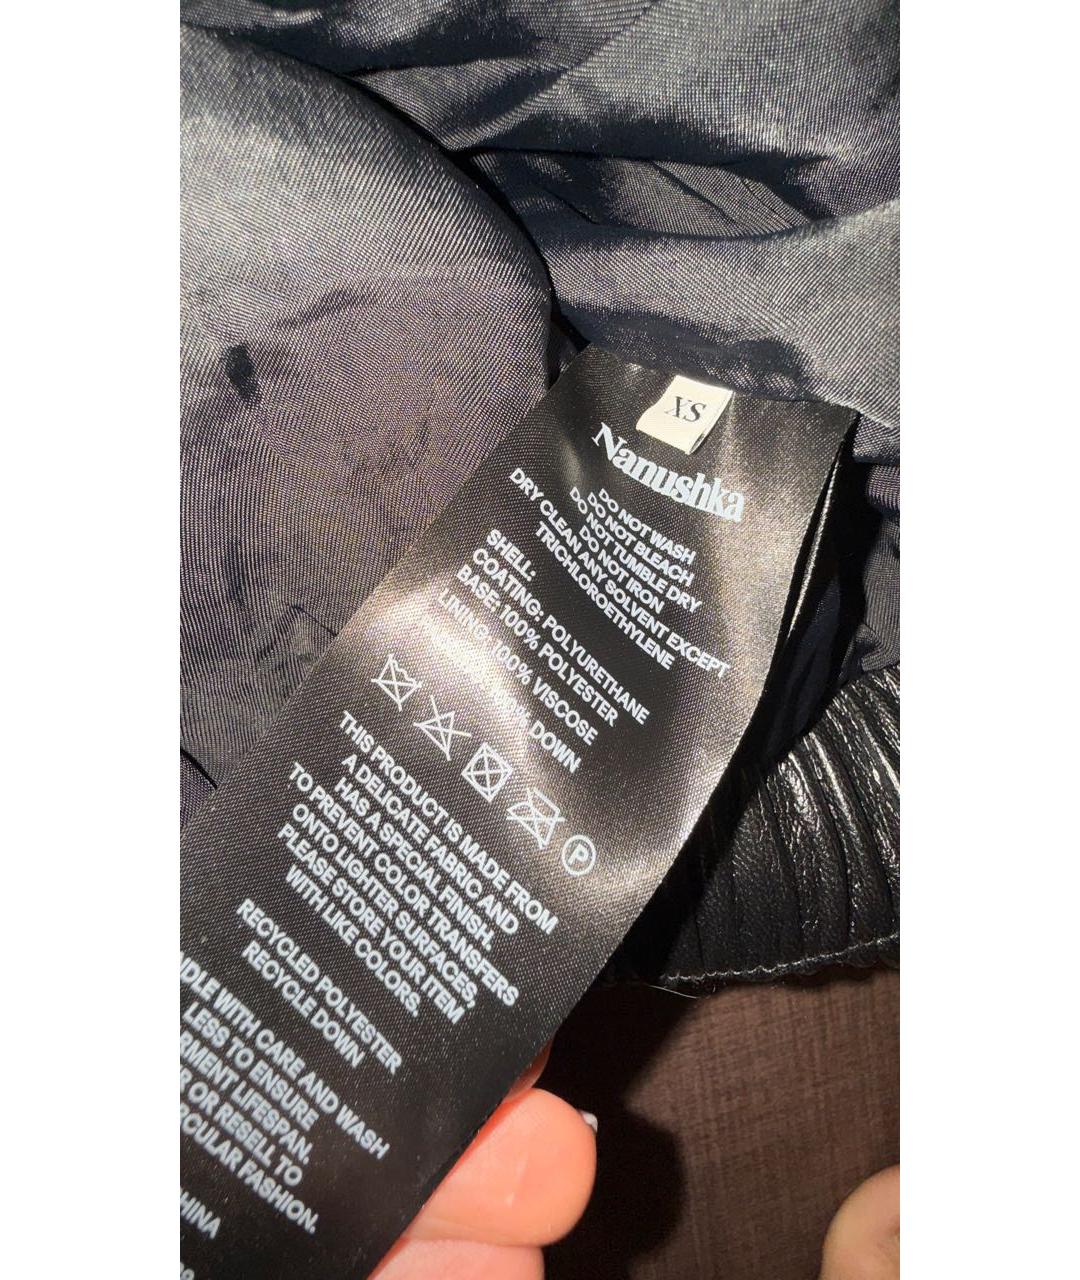 XS
Nanushka
DO NOT WASH
DO NOT BLEACH
DO NOT TUMBLE DRY
DO NOT IRON
DRY CLEAN ANY SOLVENT EXCEPT
TRICHLOROETHYLENE
SHELL:
COATING: POLYURETHANE
BASE: 100% POLYESTER
LINING: 100% VISCOSE
DOWN
P
THIS PRODUCT IS MADE FROM
A DELICATE FABRIC AND
HAS A SPECIAL FINISH.
TO PREVENT COLOR TRANSFERS
ONTO LIGHTER SURFACES,
PLEASE STORE YOUR ITEM
WITH LIKE COLORS.
RECYCLED POLYESTER
RECYCLE DOWN
DLE WITH CARE AND WASH
LESS TO ENSURE
RMENT LIFESPAN.
R OR RESELL TO
RCULAR FASHION.
HINA